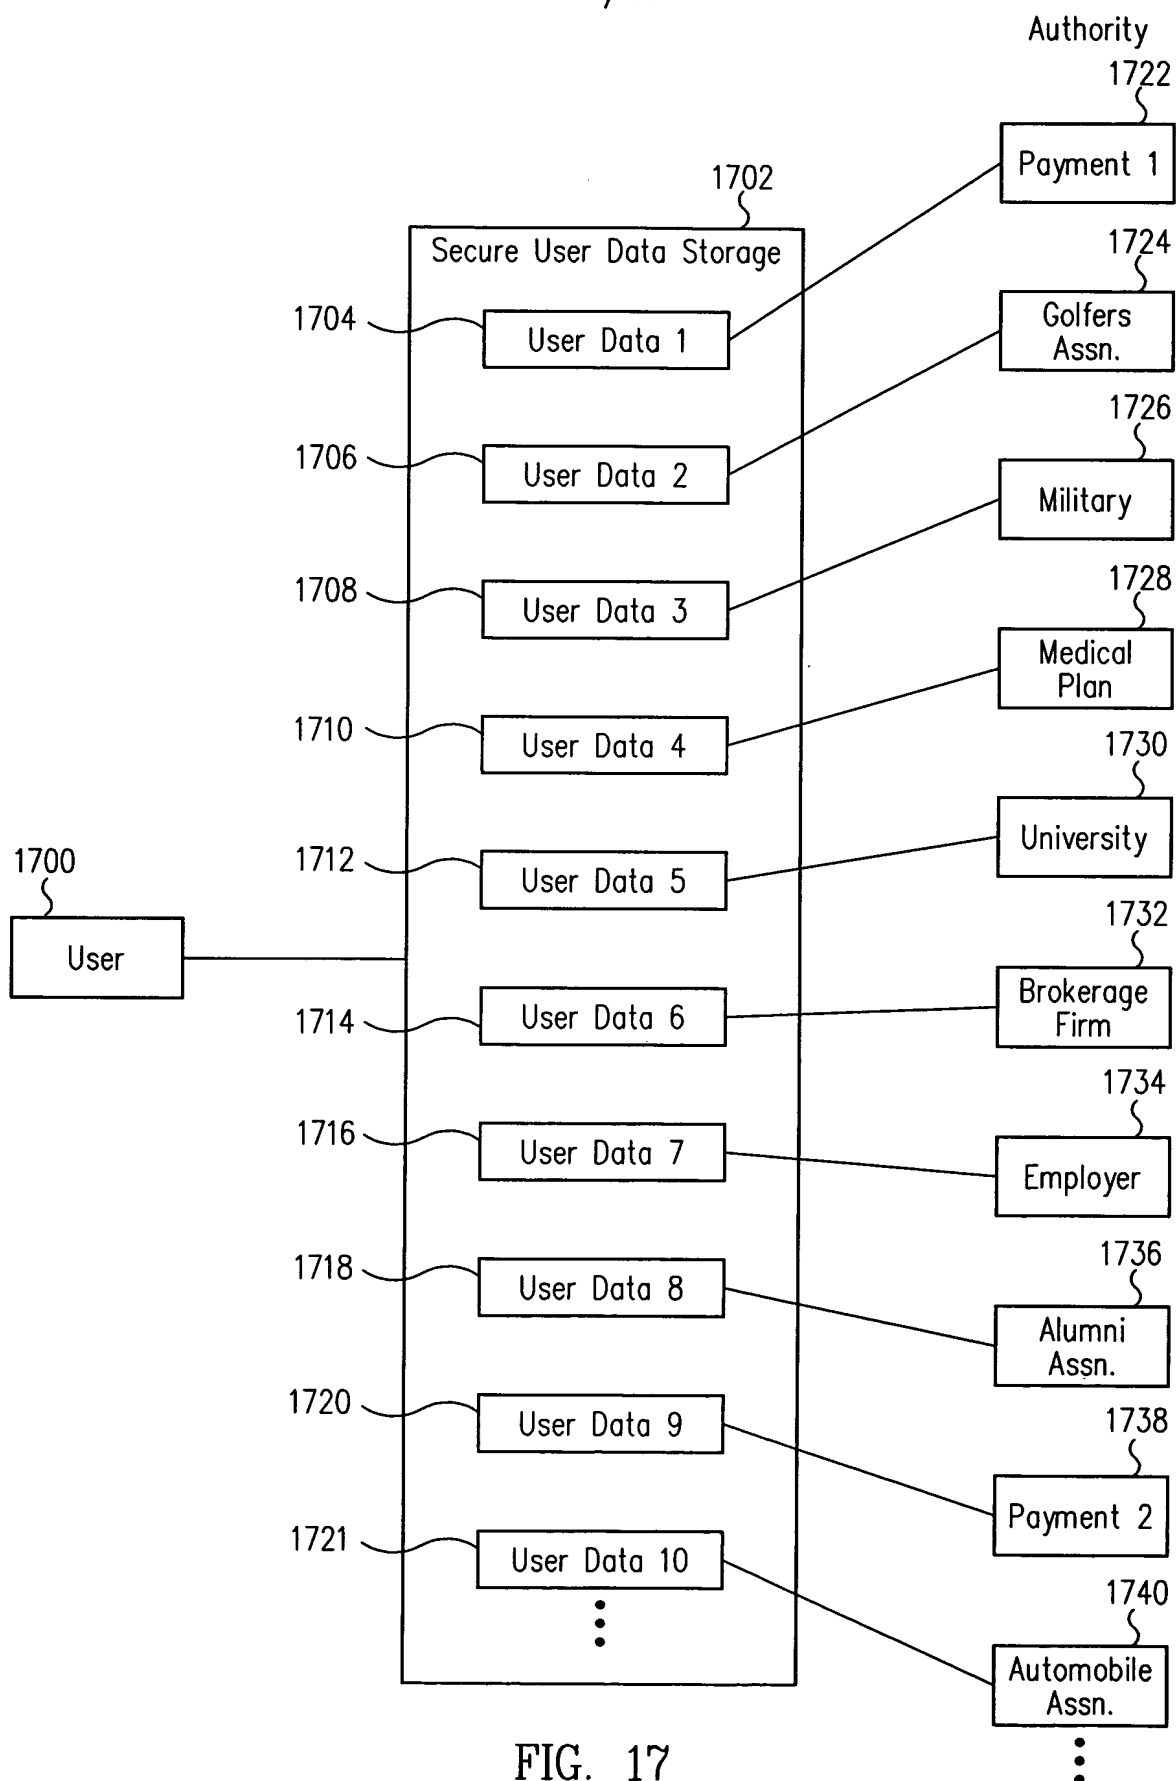 Authority
1722
Payment 1
1702
Secure User Data Storage
1724
Golfers
Assn.
1704
User Data 1
1726
Military
1706
User Data 2
1728
Medical
Plan
1708
User Data 3
1730
University
1710
User Data 4
1700
User
1712
User Data 5
1732
Brokerage
Firm
1714
User Data 6
1734
Employer
1716
User Data 7
1736
Alumni
Assn.
1718
User Data 8
1738
Payment 2
1720
User Data 9
1740
Automobile
Assn.
1721
User Data 10
FIG. 17